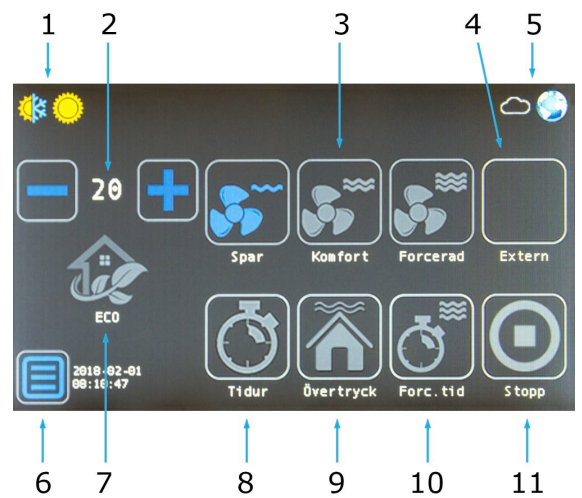 1 2 3 4 5
20
Spar Komfort Forcerad Extern
ECO
2018-02-01
08:10:47
Tidur Övertryck Forc.tid Stopp
6 7 8 9 10 11